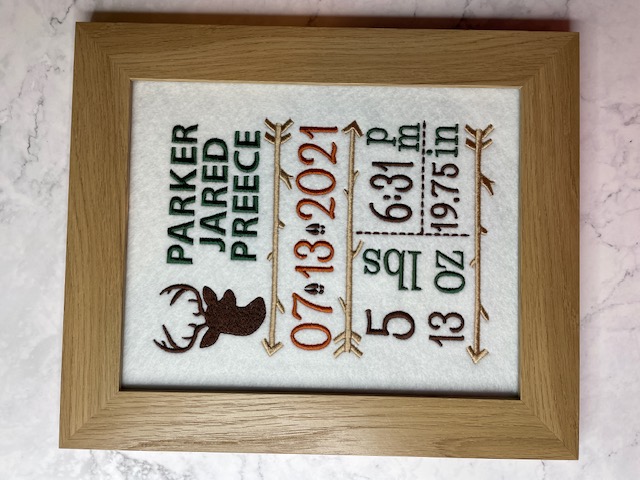 PARKER
JARED
PREECE
07 13 2021
5 lbs
13 oz
6:31 pm
19.75 in